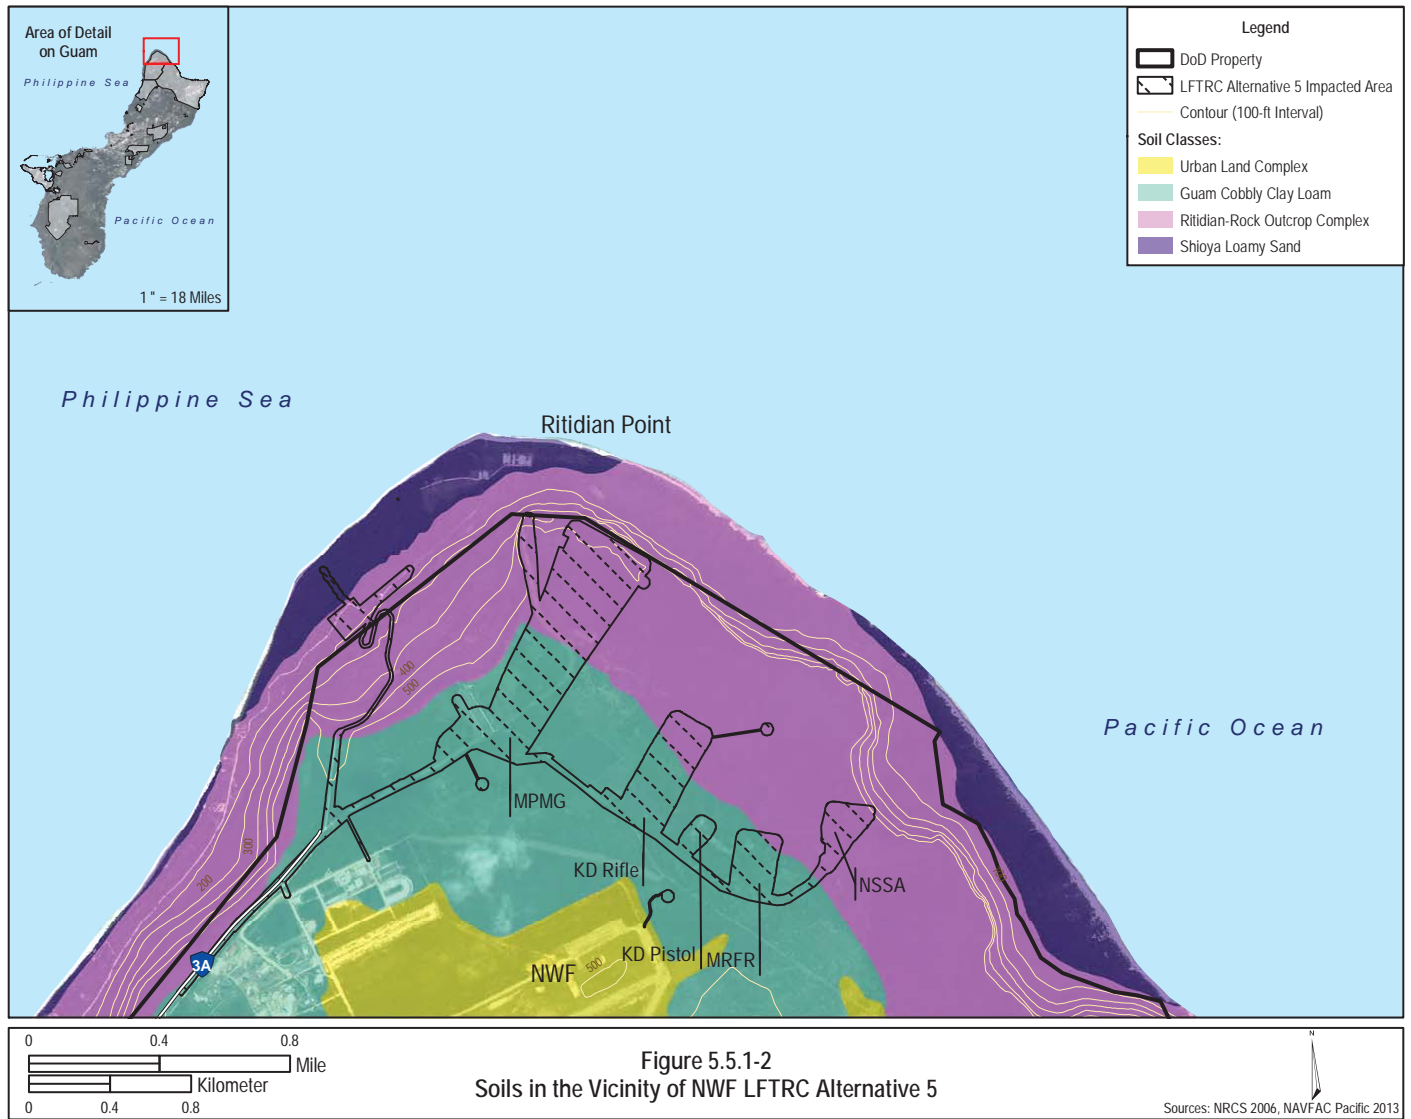 Area of Detail
on Guam
Philippine Sea
Pacific Ocean
1 " = 18 Miles
Legend
DoD Property
LFTRC Alternative 5 Impacted Area
Contour (100-ft Interval)
Soil Classes:
Urban Land Complex
Guam Cobbly Clay Loam
Ritidian-Rock Outcrop Complex
Shioya Loamy Sand
Philippine Sea
Ritidian Point
Pacific Ocean
400
500
300
200
MPMG
KD Rifle
NSSA
KD Pistol
MRFR
NWF
500
3A
0 0.4 0.8
Mile
Kilometer
0 0.4 0.8
Figure 5.5.1-2
Soils in the Vicinity of NWF LFTRC Alternative 5
N
Sources: NRCS 2006, NAVFAC Pacific 2013